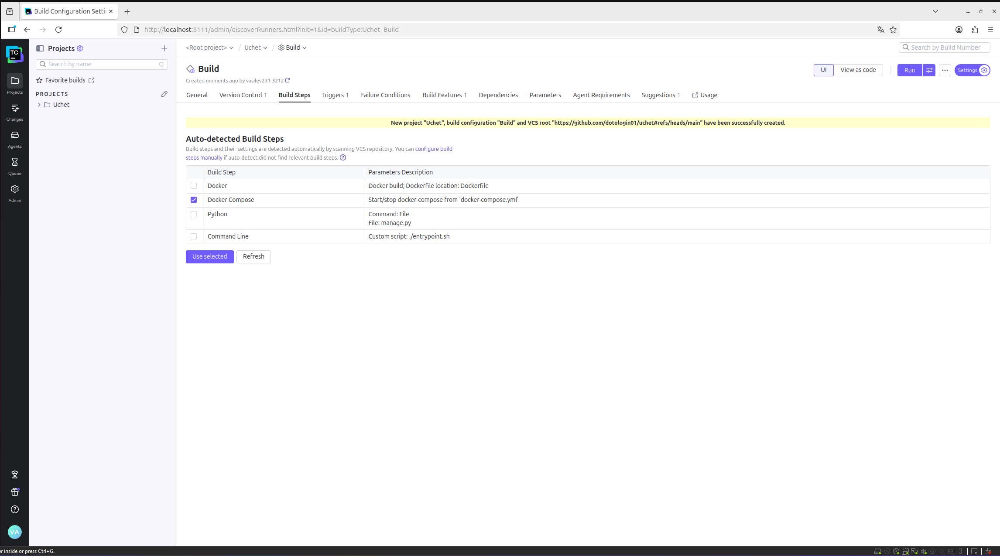 Build Configuration Setti
http://localhost:8111/admin/discoverRunners.html?init=1&id=buildType:Uchet_Build
TC
Projects
Changes
Agents
Queue
Admin
VA
Projects
Search by name
Q
Favorite builds
PROJECTS
Uchet
<Root project> / Uchet / Build
Search by Build Number
Build
Created moments ago by vasilev231-3212
UI View as code Run Settings
General Version Control 1 Build Steps Triggers 1 Failure Conditions Build Features 1 Dependencies Parameters Agent Requirements Suggestions 1 Usage
New project "Uchet", build configuration "Build" and VCS root "https://github.com/dotologin01/uchet#refs/heads/main" have been successfully created.
Auto-detected Build Steps
Build steps and their settings are detected automatically by scanning VCS repository. You can configure build
steps manually if auto-detect did not find relevant build steps.
Build Step Parameters Description
Docker Docker build; Dockerfile location: Dockerfile
Docker Compose Start/stop docker-compose from 'docker-compose.yml'
Python Command: File
File: manage.py
Command Line Custom script: ./entrypoint.sh
Use selected Refresh
er inside or press Ctrl+G.